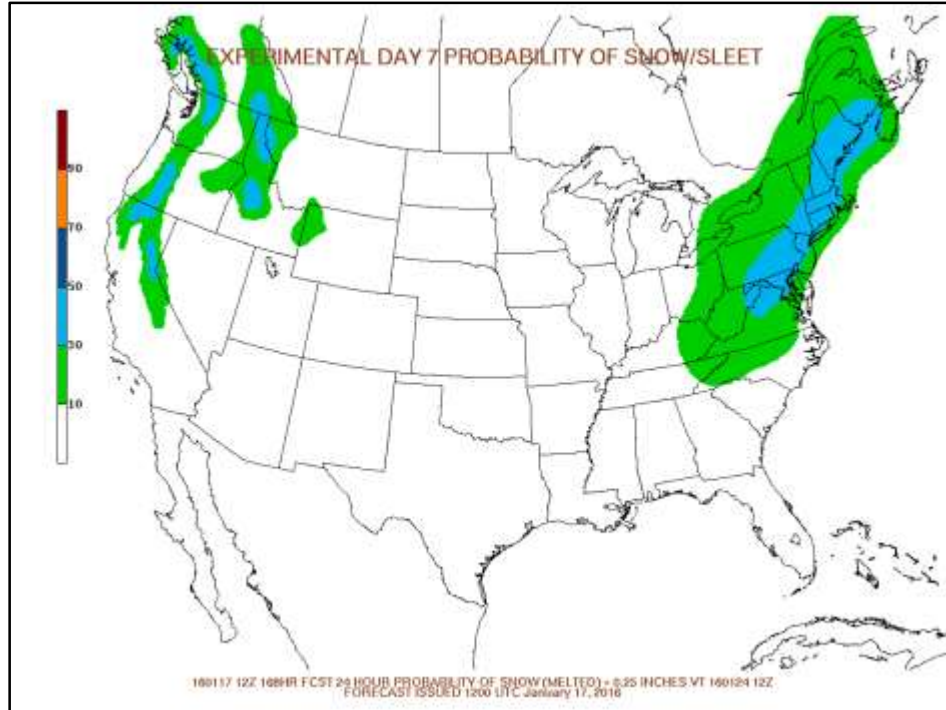 EXPERIMENTAL DAY 7 PROBABILITY OF SNOW/SLEET
90
70
50
30
10
160117 12Z 168HR FCST 24 HOUR PROBABILITY OF SNOW (MELTED) > 0.25 INCHES VT 160124 12Z
FORECAST ISSUED 1200 UTC January 17, 2016